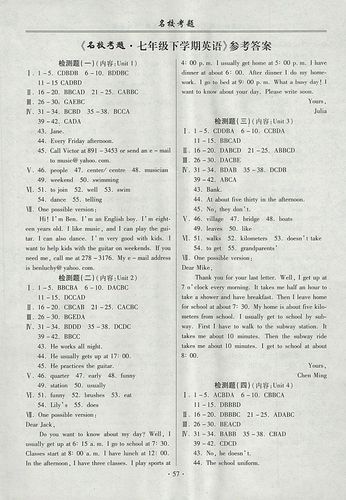 名校考题
《名校考题·七年级下学期英语》参考答案
检测题(一)(内容:Unit 1)
Ⅰ. 1-5. CDBDB 6-10. BDDBC
11-15. CADBD
Ⅱ. 16-20. BBCAD 21-25. CABBC
Ⅲ. 26-30. GAEBC
Ⅳ. 31-34. BCBD 35-38. BCCA
39-42. CADA
43. Jane.
44. Every Friday afternoon.
45. Call Victor at 891-3453 or send an e-mail
to music@yahoo.com.
Ⅴ. 46. people 47. center/centre 48. musician
49. weekend 50. swimming
Ⅵ. 51. to join 52. well 53. swim
54. dance 55. telling
Ⅶ. One possible version:
Hi! I'm Ben. I'm an English boy. I'm eight-
een years old. I like music, and I can play the gui-
tar. I can also dance. I'm very good with kids. I
want to help kids with the guitar on weekends. If you
need me, call me at 278-3176. My e-mail address
is benluchy@yahoo.com.
检测题(二)(内容:Unit 2)
Ⅰ. 1-5. BBCBA 6-10. DACBC
11-15. DCCAD
Ⅱ. 16-20. CBCAB 21-25. CACBC
Ⅲ. 26-30. BGEDA
Ⅳ. 31-34. BDDD 35-38. DCDC
39-42. BBCC
43. He works all night.
44. He usually gets up at 17:00.
45. He practices the guitar.
Ⅴ. 46. quarter 47. early 48. funny
49. station 50. usually
Ⅵ. 51. funny 52. brushes 53. eat
54. Lily's 55. does
Ⅶ. One possible version:
Dear Jack,
Do you want to know about my day? Well, I
usually get up at 6:15 a.m. I go to school at 7:30.
Classes start at 8:00 a.m. I have lunch at 12:00.
In the afternoon, I have three classes. I play sports at
4:00 p.m. I usually get home at 5:00 p.m. I have
dinner at about 6:00. After dinner I do my home-
work. I go to bed at 9:00 p.m. What a busy day! I
want to know about your day. Please write soon.
Yours,
Julia
检测题(三)(内容:Unit 3)
Ⅰ. 1-5. CDDBA 6-10. CCBDA
11-15. BBCAD
Ⅱ. 16-20. DABCD 21-25. ABBCD
Ⅲ. 26-30. DACBE
Ⅳ. 31-34. BDAB 35-38. DCDB
39-42. ABCA
43. Bank.
44. At about five thirty in the afternoon.
45. No, they don't.
Ⅴ. 46. village 47. bridge 48. boats
49. leaves 50. like
Ⅵ. 51. walks 52. kilometers 53. doesn't take
54. to get 55. grandparents'
Ⅶ. One possible version:
Dear Mike,
Thank you for your last letter. Well, I get up at
7 o'clock every morning. It takes me half an hour to
take a shower and have breakfast. Then I leave home
for school at about 7:30. My home is about five kilo-
meters from school. I usually get to school by sub-
way. First I have to walk to the subway station. It
takes me about 10 minutes. Then the subway ride
takes me about 10 minutes. I get to school at about
8:00.
Yours,
Chen Ming
检测题(四)(内容:Unit 4)
Ⅰ. 1-5. ACBDA 6-10. CBBCA
11-15. DBBBD
Ⅱ. 16-20. DBBBC 21-25. ADABC
Ⅲ. 26-30. BEACD
Ⅳ. 31-34. BABB 35-38. CBAD
39-42. CDCD
43. No, he doesn't.
44. The school uniform.
· 57 ·